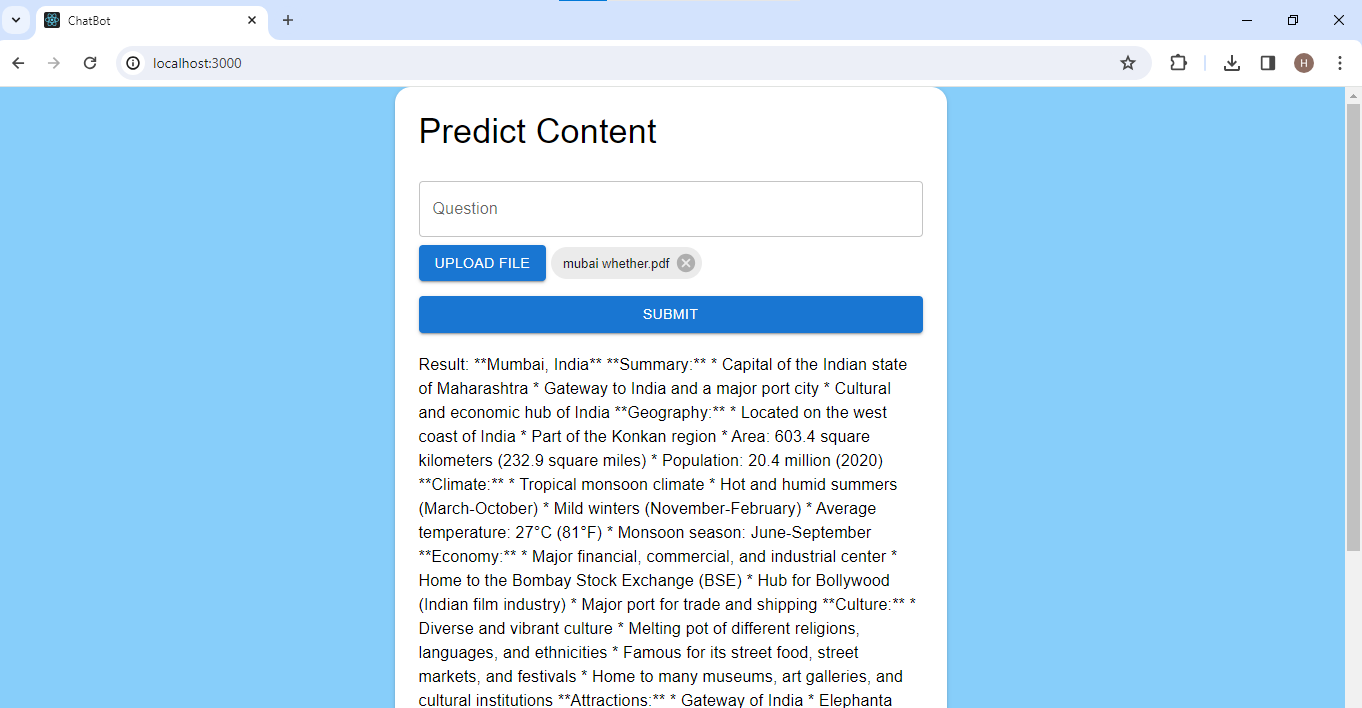 ChatBot
localhost:3000
H
Predict Content
Question
UPLOAD FILE
mubai whether.pdf
SUBMIT
Result: **Mumbai, India** **Summary:** * Capital of the Indian state
of Maharashtra * Gateway to India and a major port city * Cultural
and economic hub of India **Geography:** * Located on the west
coast of India * Part of the Konkan region * Area: 603.4 square
kilometers (232.9 square miles) * Population: 20.4 million (2020)
**Climate:** * Tropical monsoon climate * Hot and humid summers
(March-October) * Mild winters (November-February) * Average
temperature: 27°C (81°F) * Monsoon season: June-September
**Economy:** * Major financial, commercial, and industrial center *
Home to the Bombay Stock Exchange (BSE) * Hub for Bollywood
(Indian film industry) * Major port for trade and shipping **Culture:** *
Diverse and vibrant culture * Melting pot of different religions,
languages, and ethnicities * Famous for its street food, street
markets, and festivals * Home to many museums, art galleries, and
cultural institutions **Attractions:** * Gateway of India * Elephanta